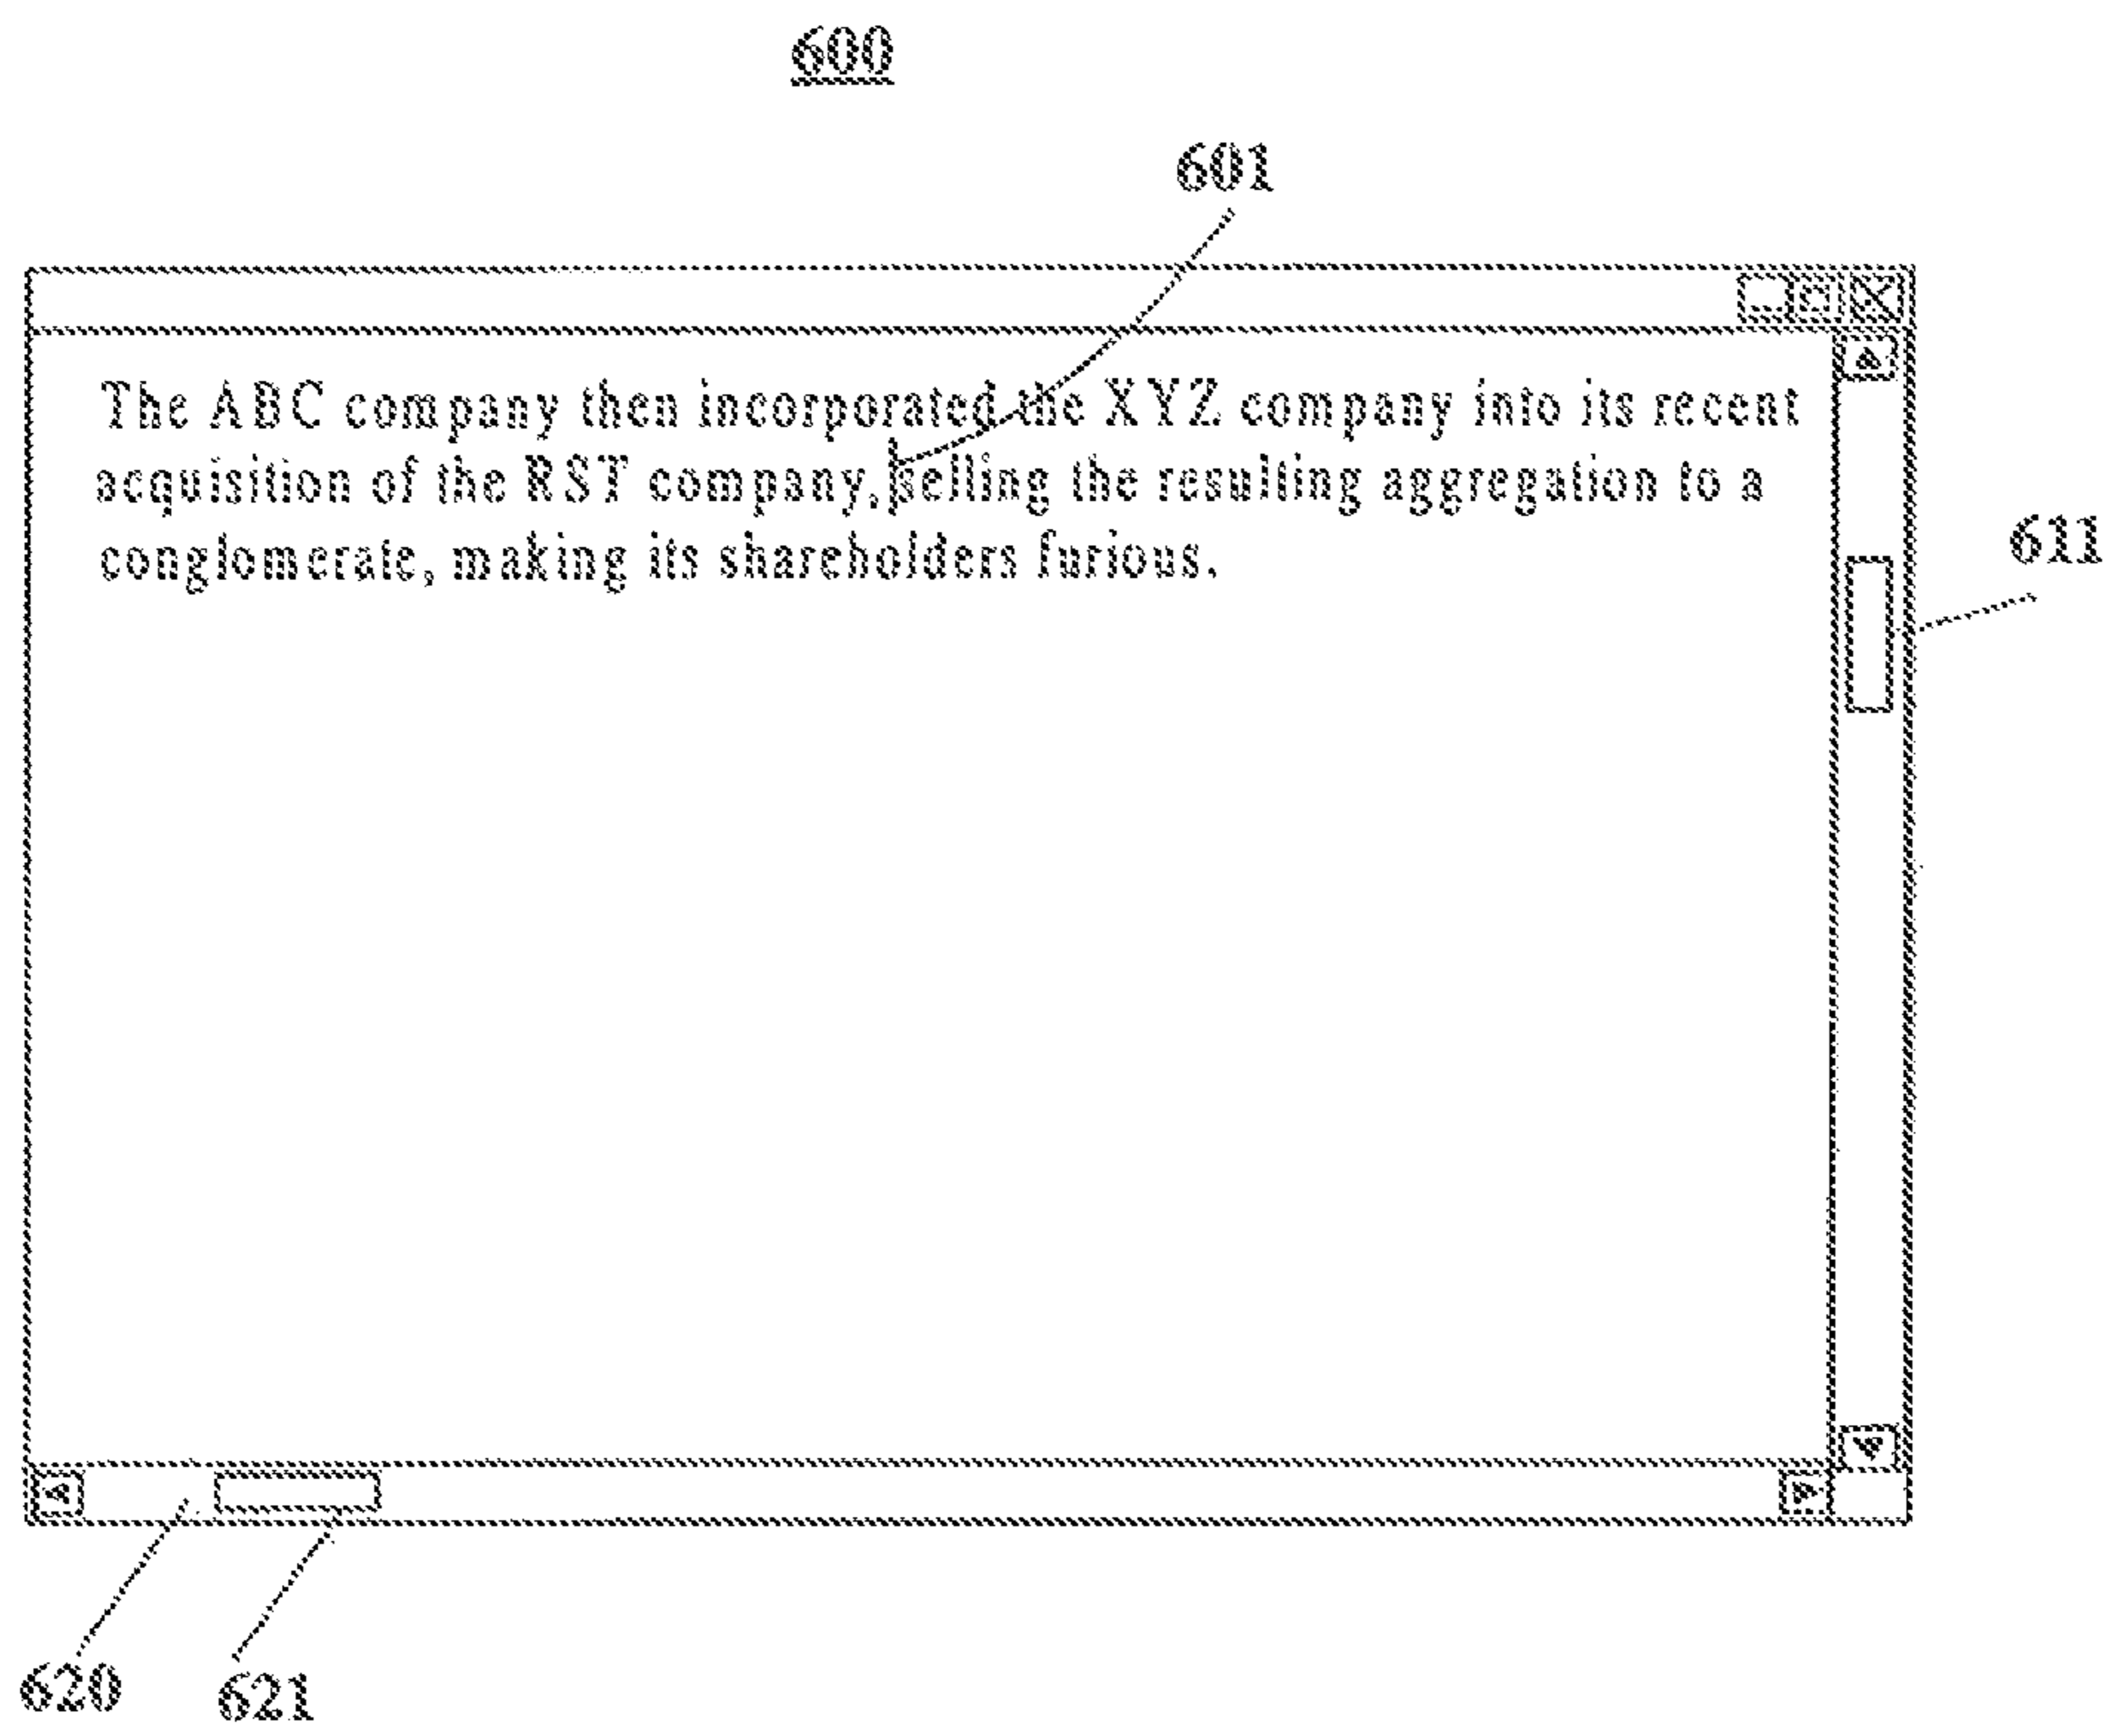 600
601
The ABC company then incorporated the XYZ company into its recent
acquisition of the RST company, selling the resulting aggregation to a
conglomerate, making its shareholders furious.
611
620
621